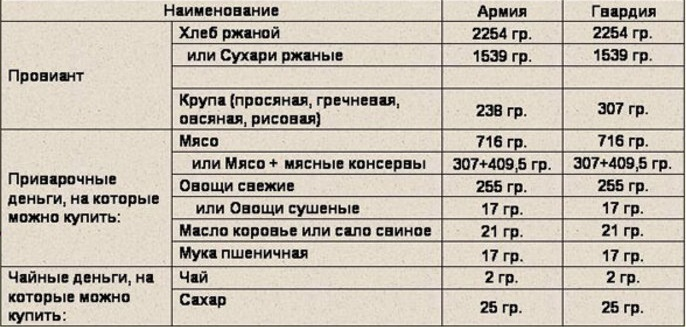 Наименование Армия Гвардия
Провиант
Хлеб ржаной 2254 гр. 2254 гр.
или Сухари ржаные 1539 гр. 1539 гр.
Крупа (просяная, гречневая,
овсяная, рисовая) 238 гр. 307 гр.
Приварочные
деньги, на которые
можно купить:
Мясо 716 гр. 716 гр.
или Мясо + мясные консервы 307+409,5 гр. 307+409,5 гр.
Овощи свежие 255 гр. 255 гр.
или Овощи сушеные 17 гр. 17 гр.
Масло коровье или сало свиное 21 гр. 21 гр.
Мука пшеничная 17 гр. 17 гр.
Чайные деньги, на
которые можно
купить:
Чай 2 гр. 2 гр.
Сахар 25 гр. 25 гр.